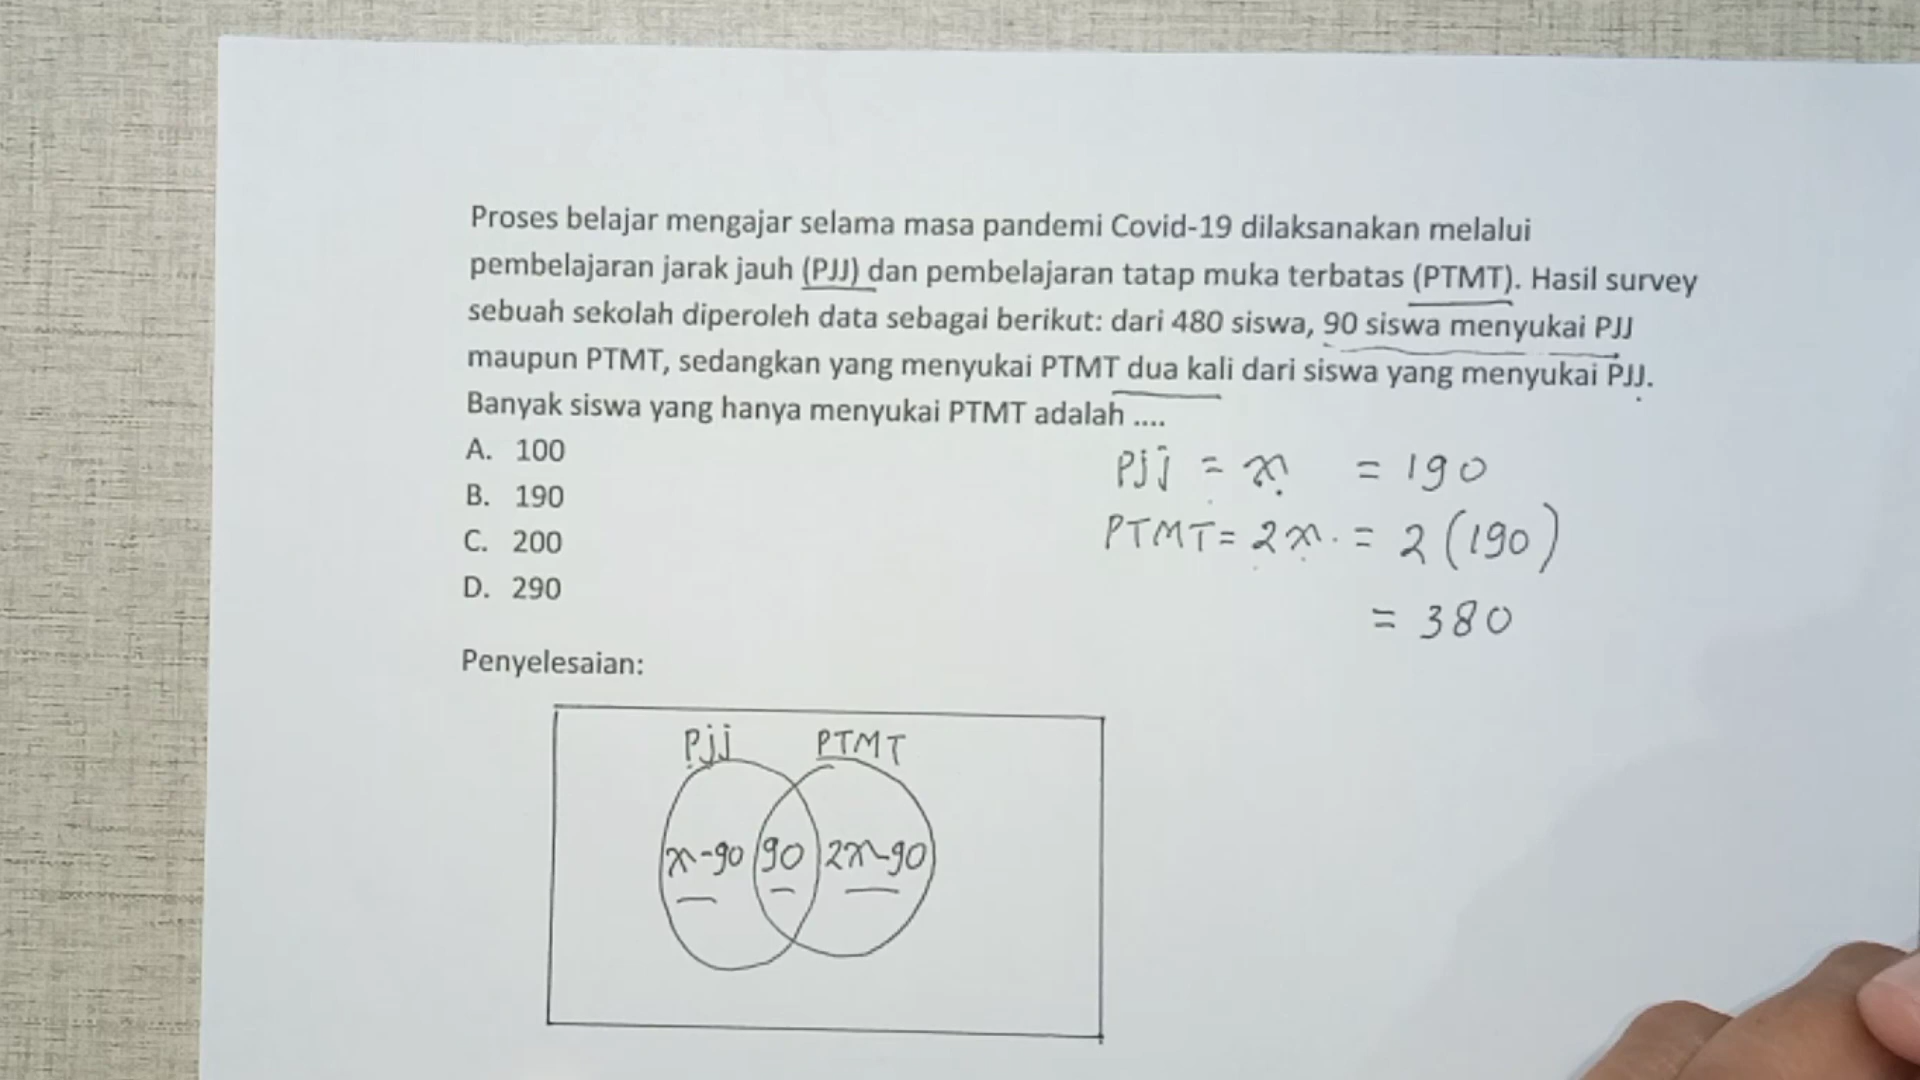 Proses belajar mengajar selama masa pandemi Covid-19 dilaksanakan melalui
pembelajaran jarak jauh (PJJ) dan pembelajaran tatap muka terbatas (PTMT). Hasil survey
sebuah sekolah diperoleh data sebagai berikut: dari 480 siswa, 90 siswa menyukai PJJ
maupun PTMT, sedangkan yang menyukai PTMT dua kali dari siswa yang menyukai PJJ.
Banyak siswa yang hanya menyukai PTMT adalah ....
A. 100
B. 190
C. 200
D. 290
Pjj = x = 190
PTMT = 2x = 2 (190)
= 380
Penyelesaian:
Pjj PTMT
x-90 90 2x-90